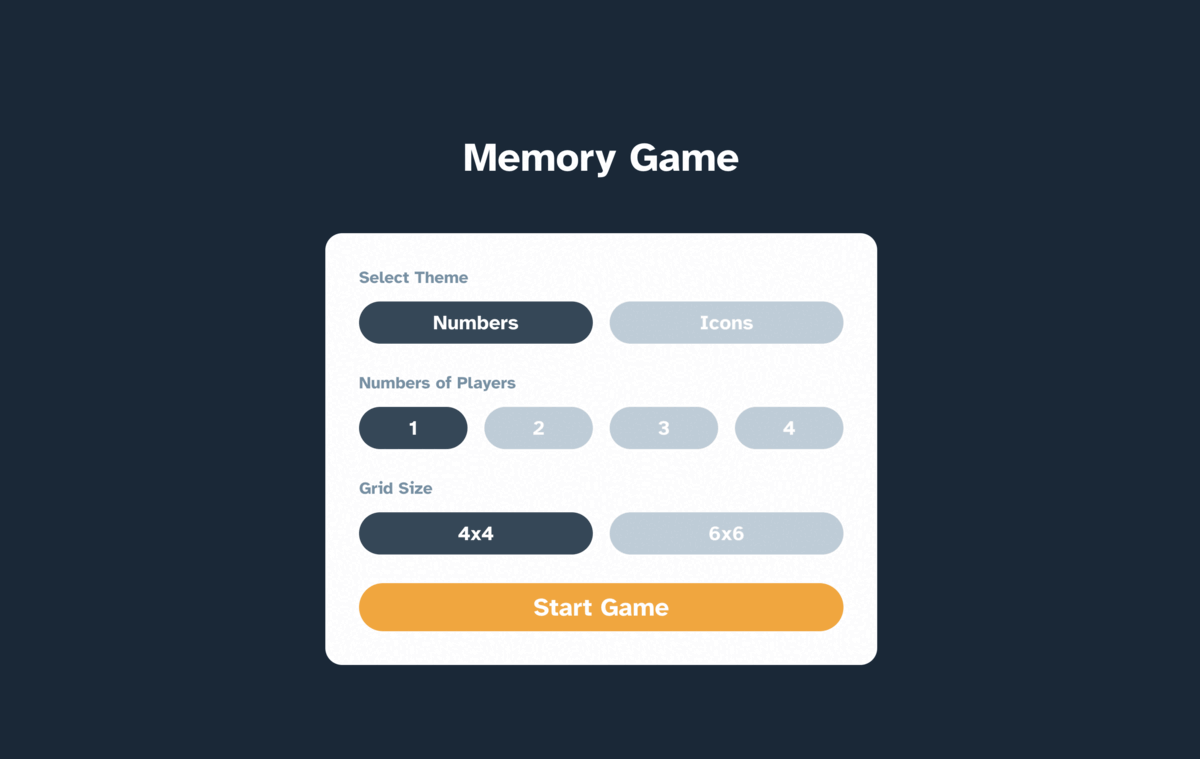 Memory Game
Select Theme
Numbers Icons
Numbers of Players
1 2 3 4
Grid Size
4x4 6x6
Start Game